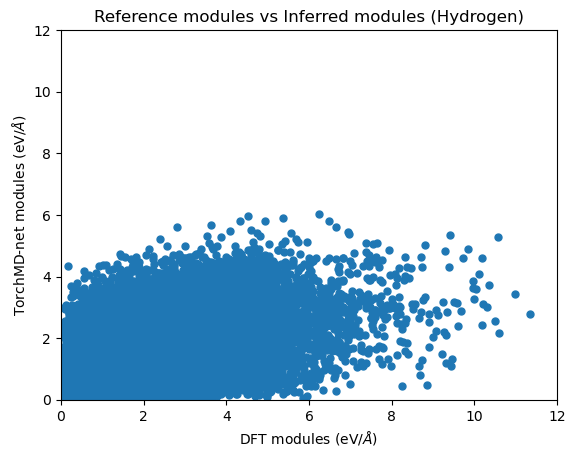 Reference modules vs Inferred modules (Hydrogen)
TorchMD-net modules (eV/Å)
12
10
8
6
4
2
0
0 2 4 6 8 10 12
DFT modules (eV/Å)